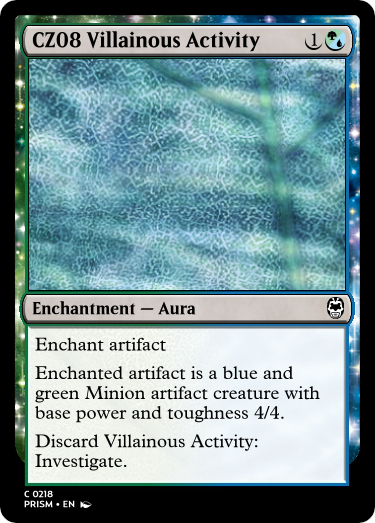 CZ08 Villainous Activity 1
Enchantment — Aura
Enchant artifact
Enchanted artifact is a blue and
green Minion artifact creature with
base power and toughness 4/4.
Discard Villainous Activity:
Investigate.
C 0218
PRISM • EN